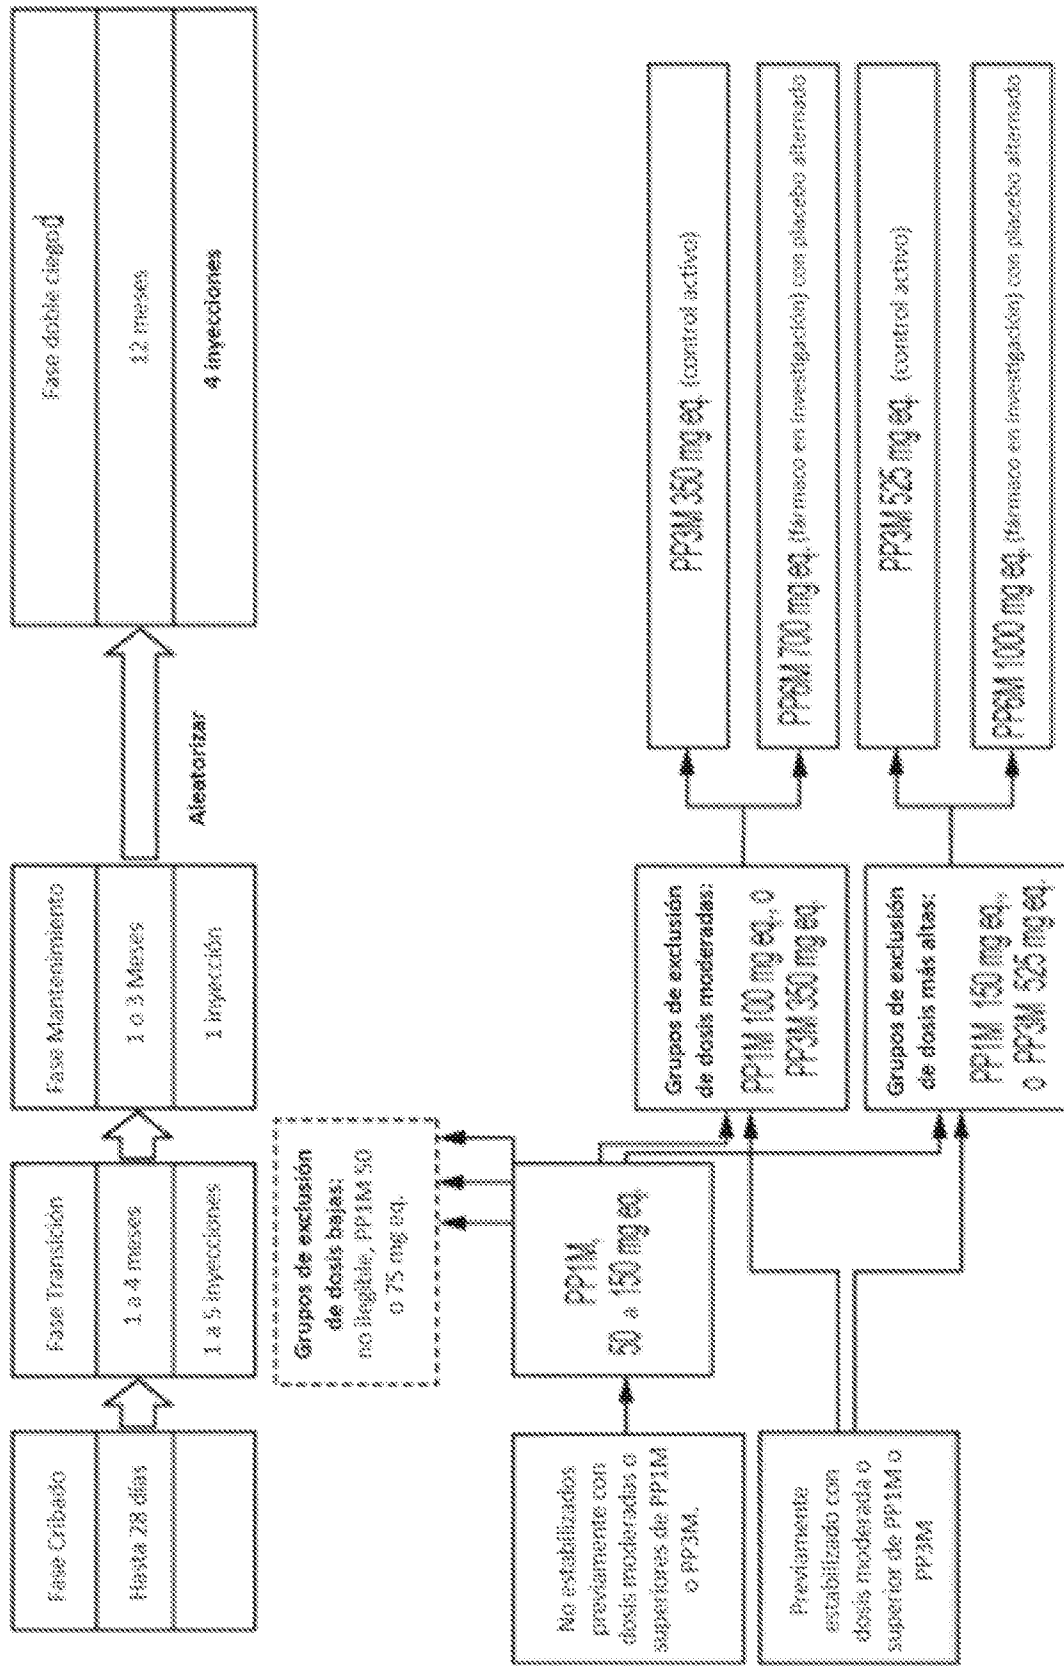 Fase Cribado
Hasta 28 días
Fase Transición
1 a 4 meses
1 a 5 inyecciones
Fase Mantenimiento
1 o 3 Meses
1 inyección
Aleatorizar
Fase doble ciego
12 meses
4 inyecciones
Grupos de exclusión
de dosis bajas:
no ilegible, PP1M 50
o 75 mg eq.
No estabilizados
previamente con
dosis moderadas o
superiores de PP1M
o PP3M.
PP1M,
50 a 150 mg eq.
Previamente
estabilizado con
dosis moderada o
superior de PP1M o
PP3M
Grupos de exclusión
de dosis moderadas:
PP1M 100 mg eq., o
PP3M 350 mg eq.
Grupos de exclusión
de dosis más altas:
PP1M 150 mg eq.,
o PP3M 525 mg eq.
PP3M 350 mg eq. (control activo)
PP6M 700 mg eq. (fármaco en investigación) con placebo alternado
PP3M 525 mg eq. (control activo)
PP6M 1000 mg eq. (fármaco en investigación) con placebo alternado